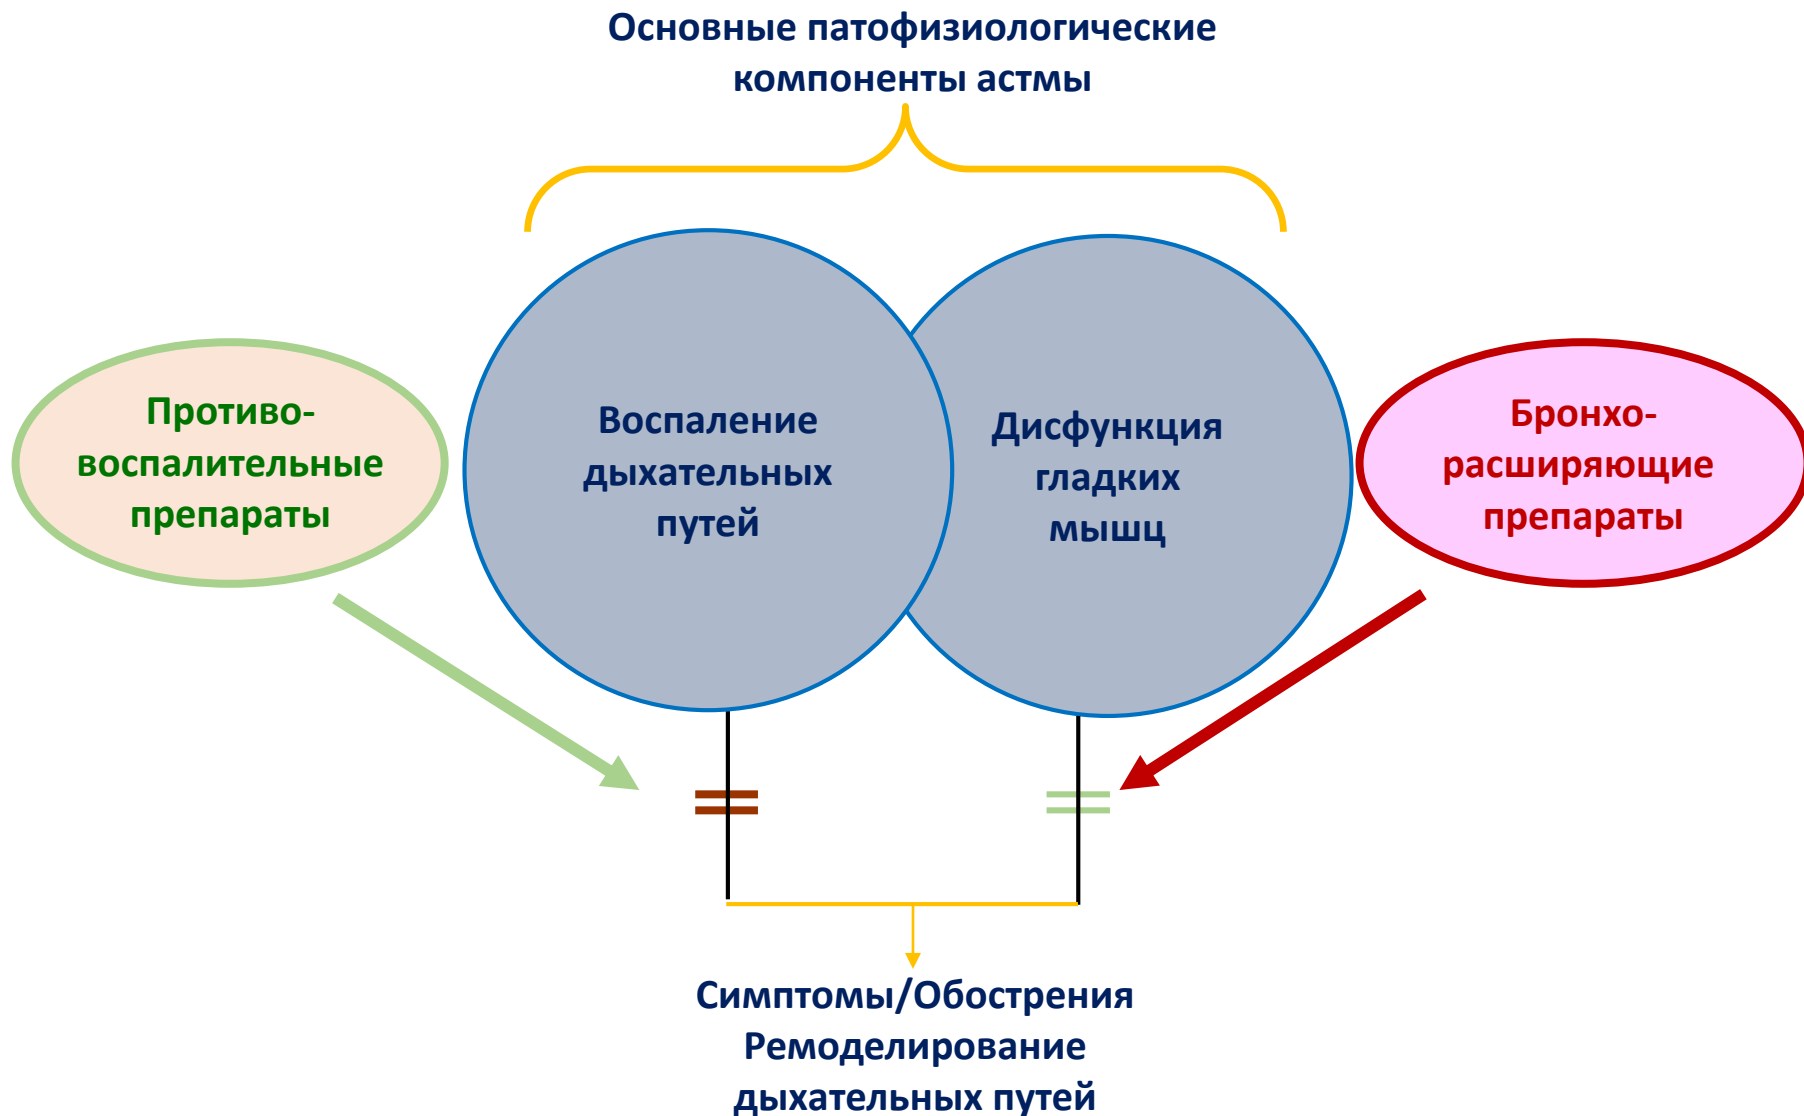 Основные патофизиологические
компоненты астмы
Противо-
воспалительные
препараты
Воспаление
дыхательных
путей
Дисфункция
гладких
мышц
Бронхо-
расширяющие
препараты
Симптомы/Обострения
Ремоделирование
дыхательных путей